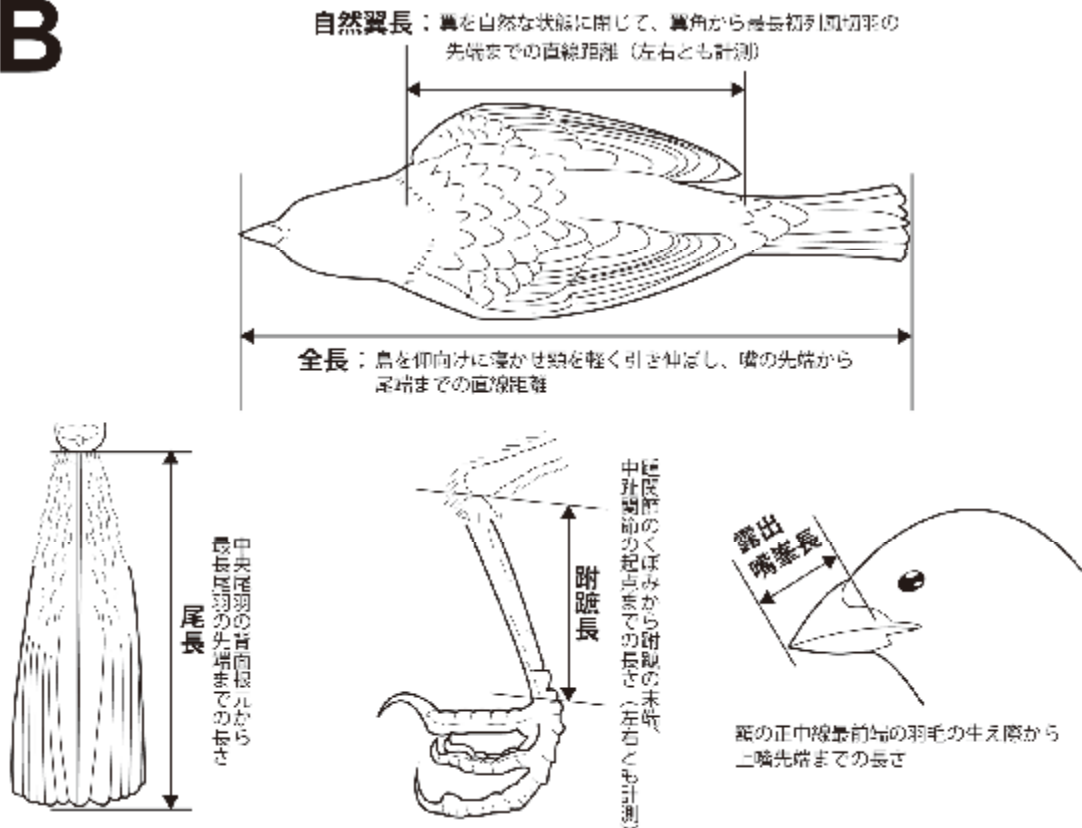 B
自然翼長：翼を自然な状態に閉じて、翼角から最長初列風切羽の
先端までの直線距離（左右とも計測）
全長：鳥を仰向けに寝かせ頸を軽く引き伸ばし、嘴の先端から
尾端までの直線距離
尾長
中央尾羽の背面根元から
最長尾羽の先端までの長さ
跗蹠長
脛関節のくぼみから跗蹠の末端、
中趾関節の起点までの長さ（左右とも計測）
露出
嘴峯長
額の正中線最前端の羽毛の生え際から
上嘴先端までの長さ